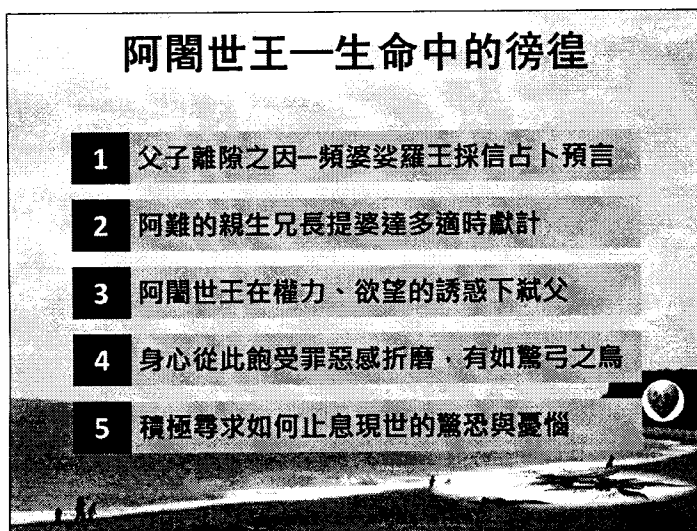 阿闍世王—生命中的徬徨
1 父子離隙之因—頻婆娑羅王採信占卜預言
2 阿難的親生兄長提婆達多適時獻計
3 阿闍世王在權力、欲望的誘惑下弒父
4 身心從此飽受罪惡感折磨，有如驚弓之鳥
5 積極尋求如何止息現世的驚恐與憂惱